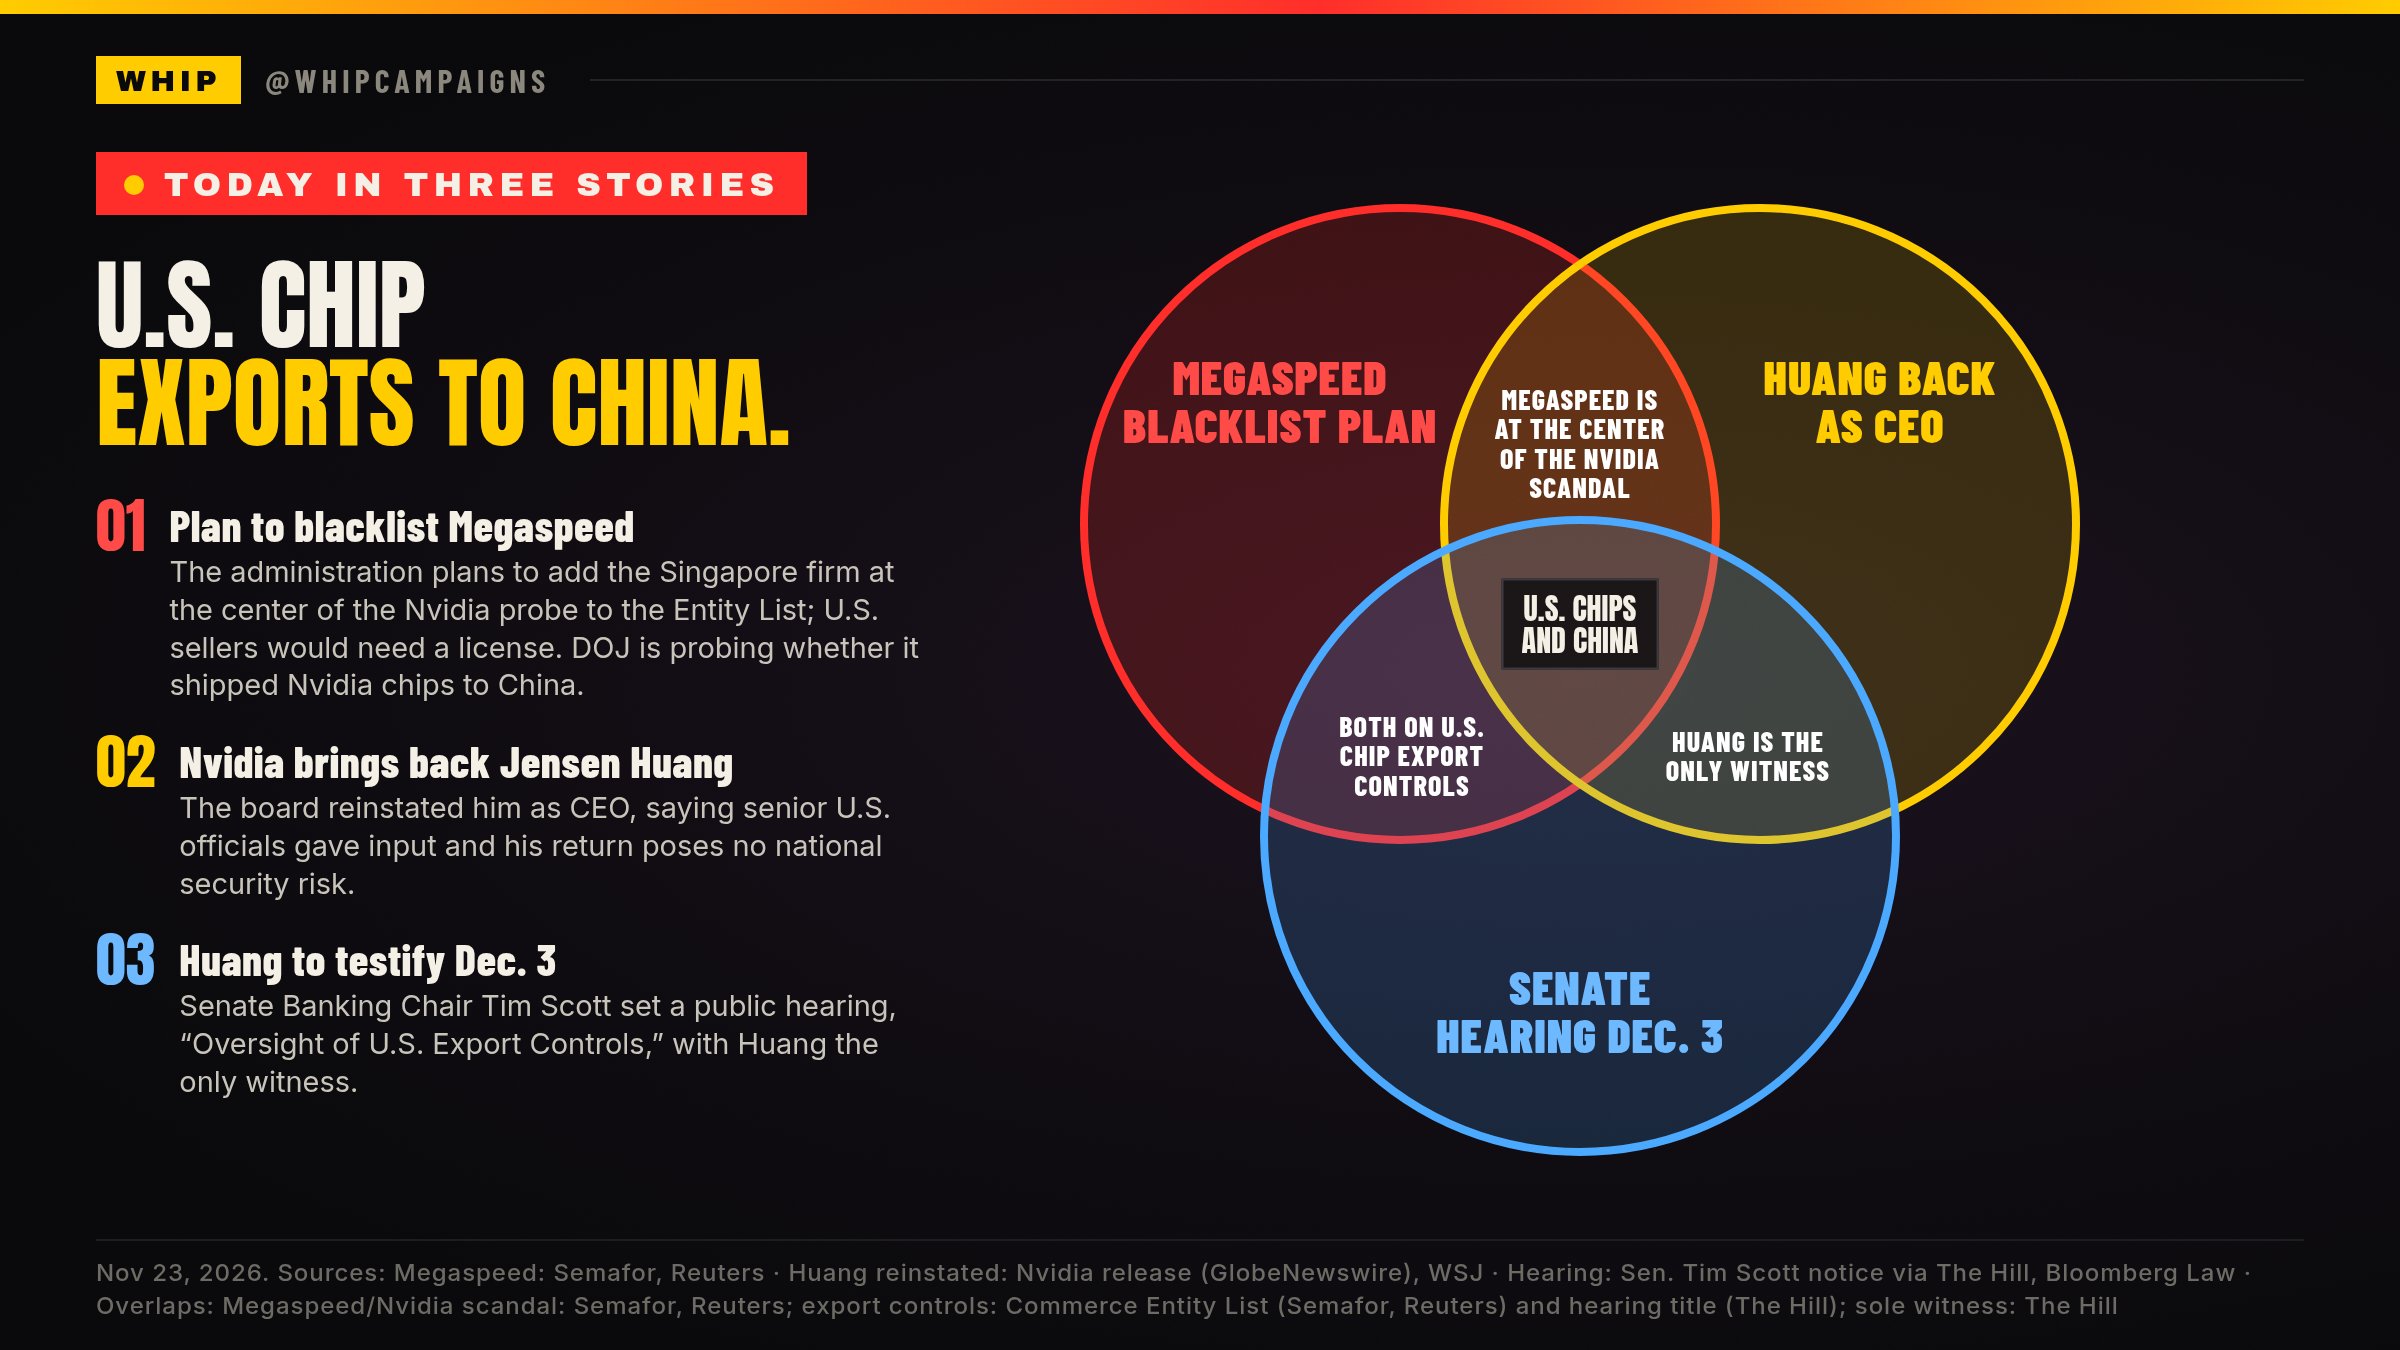 WHIP
@WHIPCAMPAIGNS
TODAY IN THREE STORIES
U.S. CHIP
EXPORTS TO CHINA.
01
Plan to blacklist Megaspeed
The administration plans to add the Singapore firm at
the center of the Nvidia probe to the Entity List; U.S.
sellers would need a license. DOJ is probing whether it
shipped Nvidia chips to China.
02
Nvidia brings back Jensen Huang
The board reinstated him as CEO, saying senior U.S.
officials gave input and his return poses no national
security risk.
03
Huang to testify Dec. 3
Senate Banking Chair Tim Scott set a public hearing,
“Oversight of U.S. Export Controls,” with Huang the
only witness.
MEGASPEED
BLACKLIST PLAN
MEGASPEED IS
AT THE CENTER
OF THE NVIDIA
SCANDAL
HUANG BACK
AS CEO
U.S. CHIPS
AND CHINA
BOTH ON U.S.
CHIP EXPORT
CONTROLS
HUANG IS THE
ONLY WITNESS
SENATE
HEARING DEC. 3
Nov 23, 2026. Sources: Megaspeed: Semafor, Reuters · Huang reinstated: Nvidia release (GlobeNewswire), WSJ · Hearing: Sen. Tim Scott notice via The Hill, Bloomberg Law ·
Overlaps: Megaspeed/Nvidia scandal: Semafor, Reuters; export controls: Commerce Entity List (Semafor, Reuters) and hearing title (The Hill); sole witness: The Hill